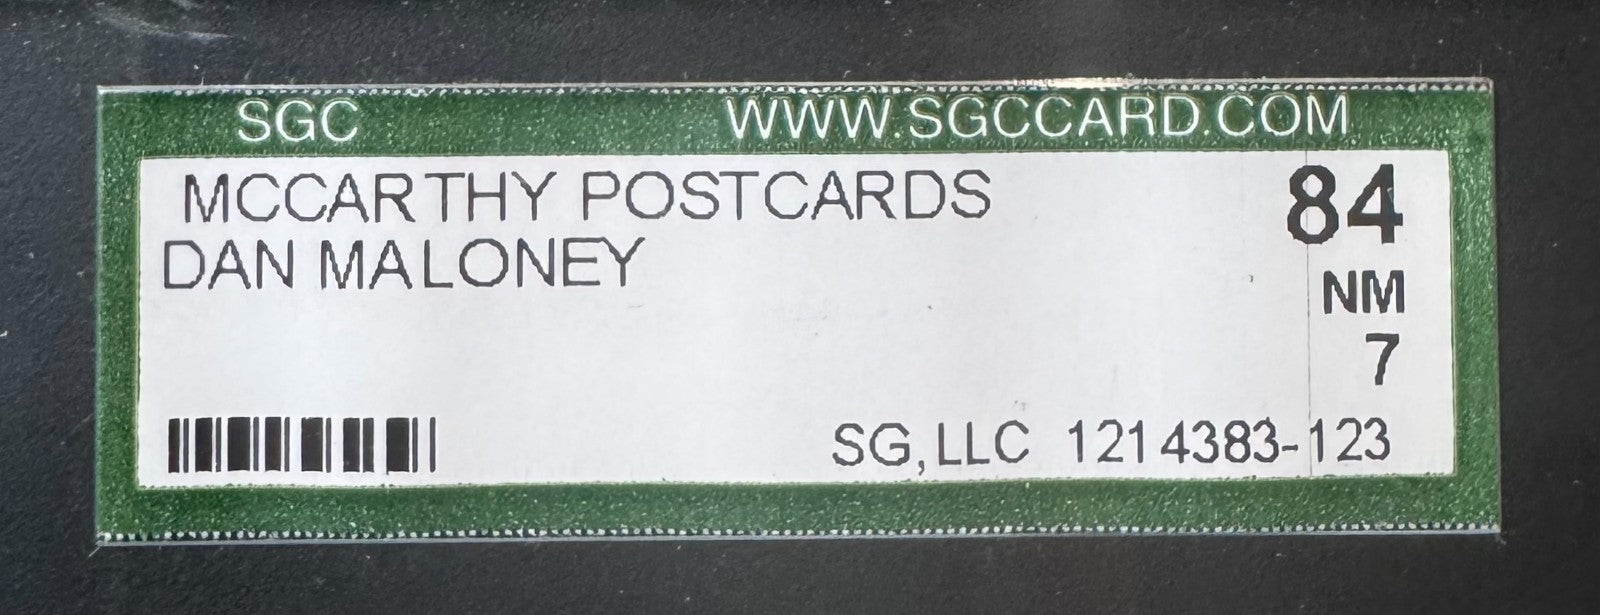 SGC WWW.SGCCARD.COM
MCCARTHY POSTCARDS 84
DAN MALONEY NM
7
SG,LLC 1214383-123